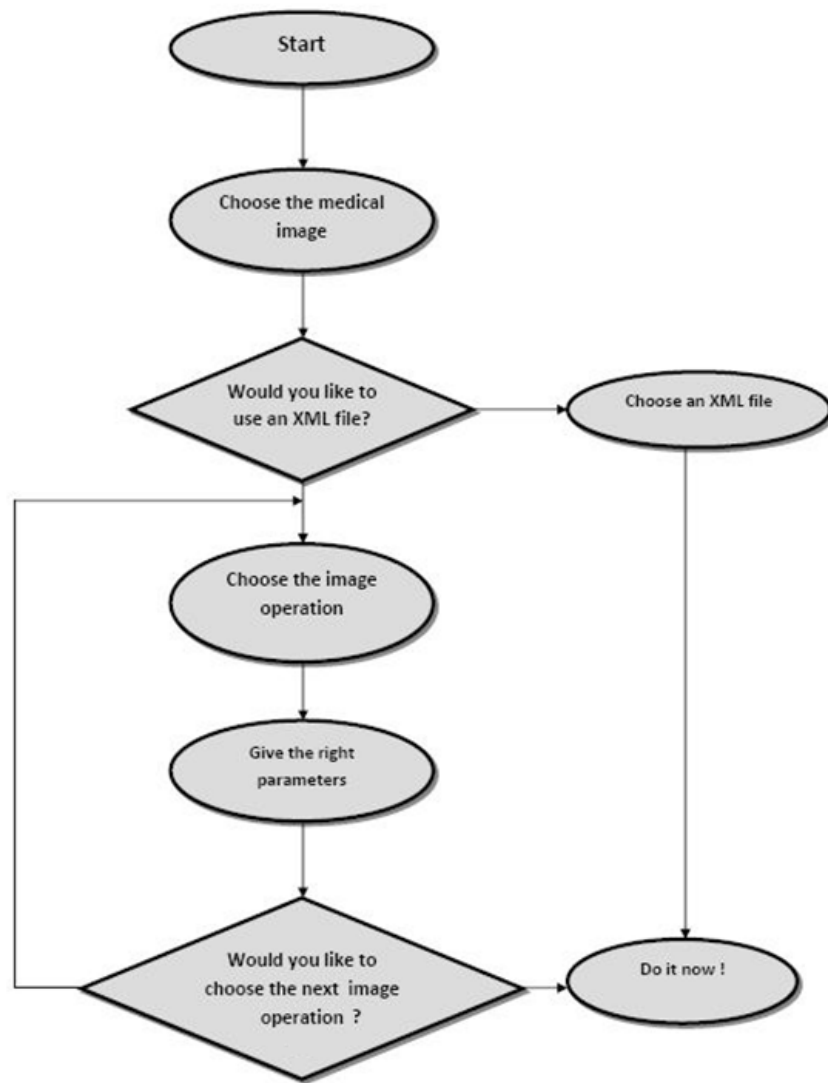 Start
Choose the medical
image
Would you like to
use an XML file?
Choose an XML file
Choose the image
operation
Give the right
parameters
Would you like to
choose the next image
operation ?
Do it now !